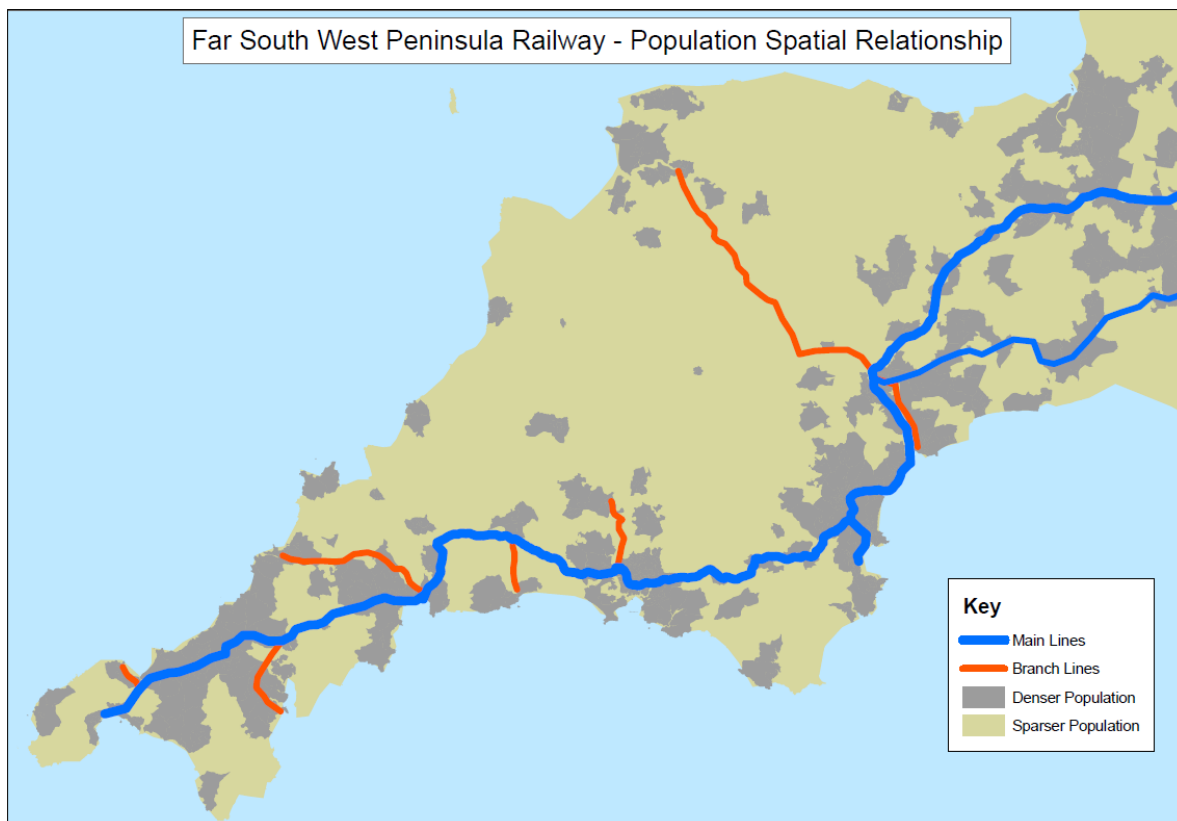 Far South West Peninsula Railway - Population Spatial Relationship
Key
Main Lines
Branch Lines
Denser Population
Sparser Population